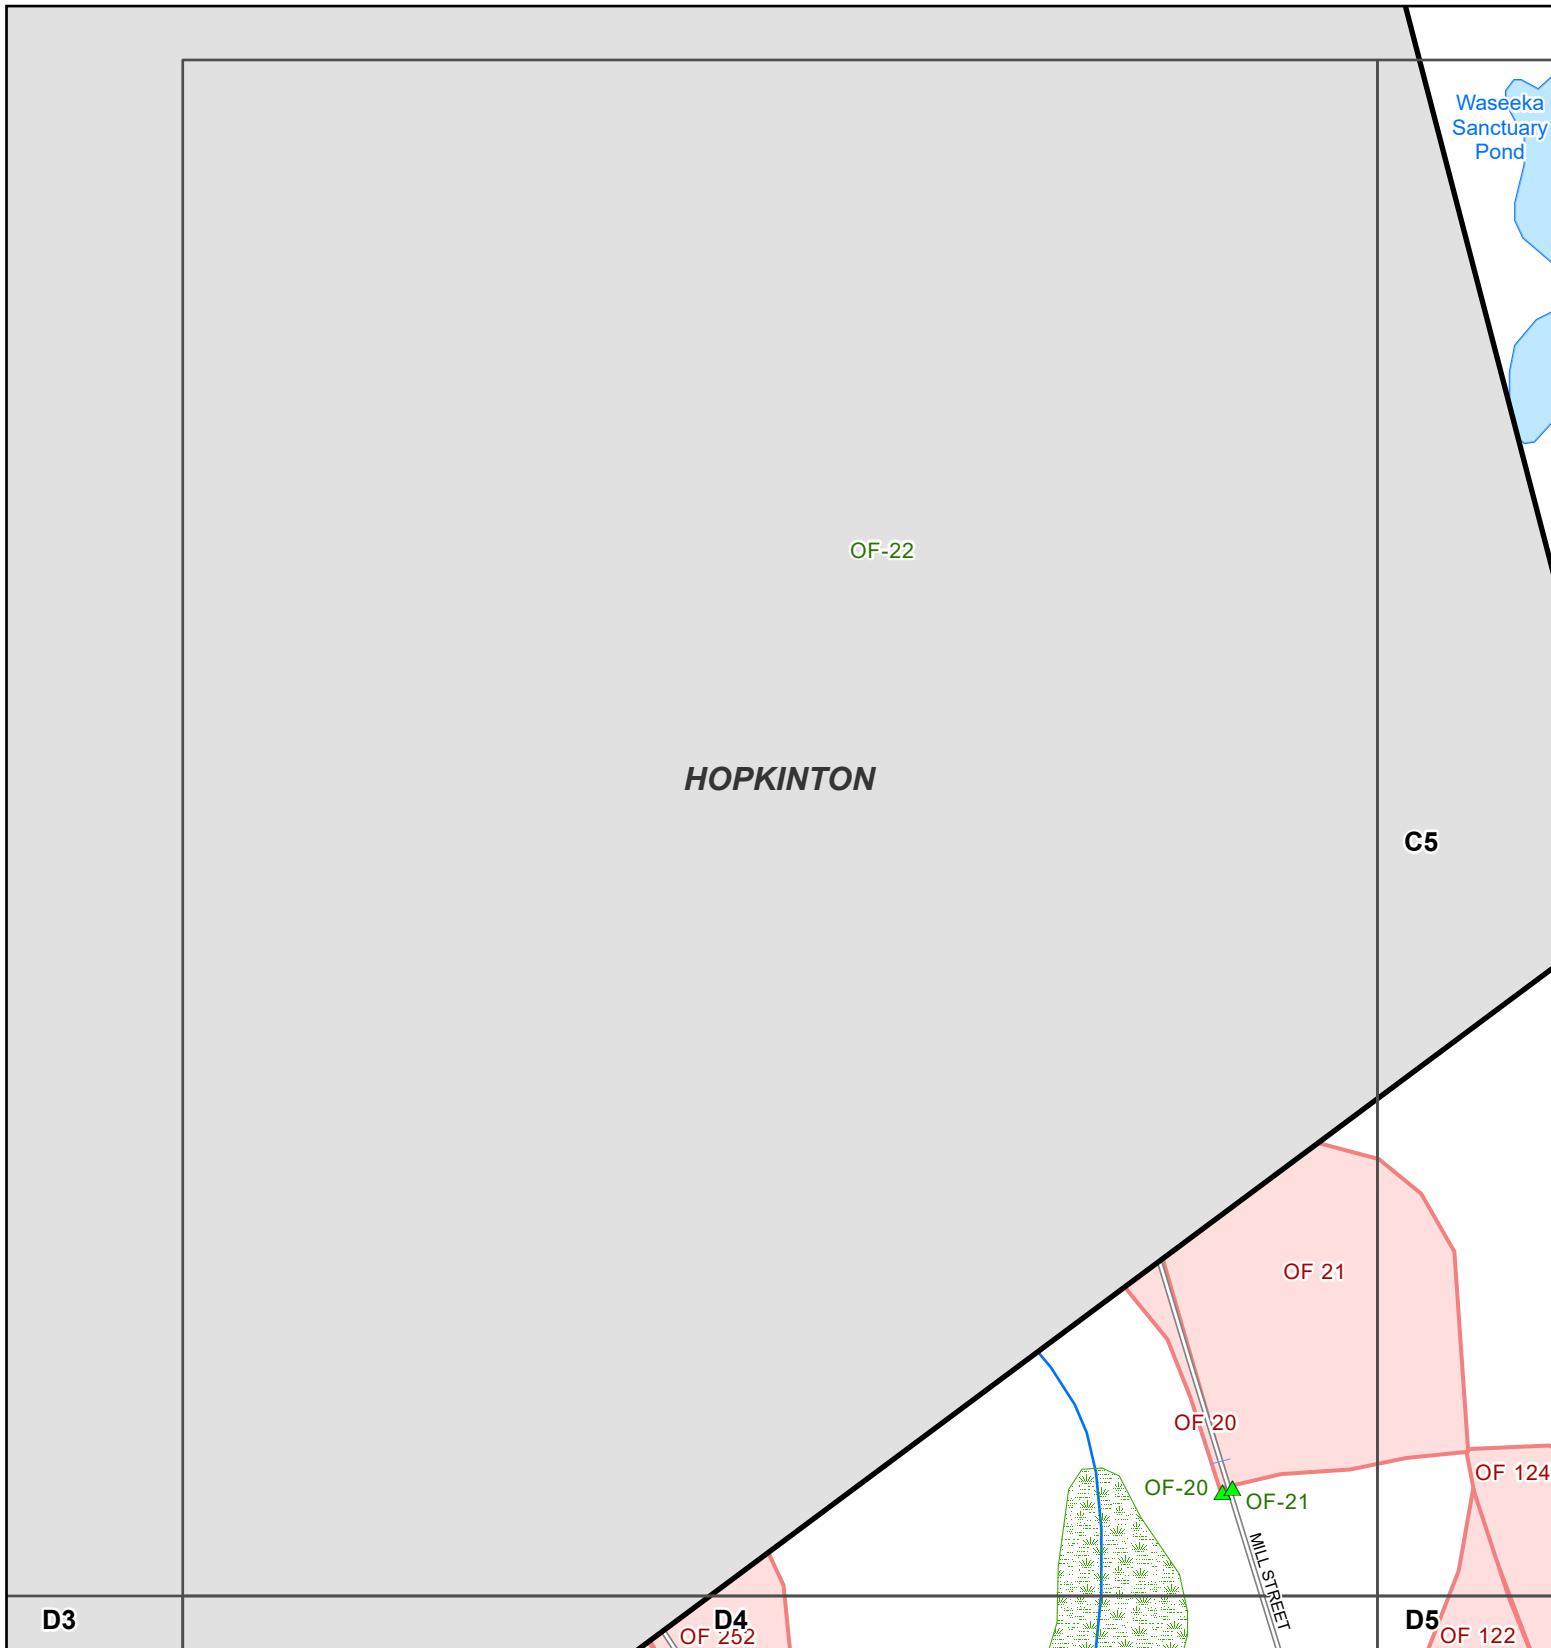 Waseeka
Sanctuary
Pond
OF-22
HOPKINTON
C5
OF 21
OF 20
OF 124
OF-20
OF-21
MILL STREET
D3
D4
D5
OF 252
OF 122